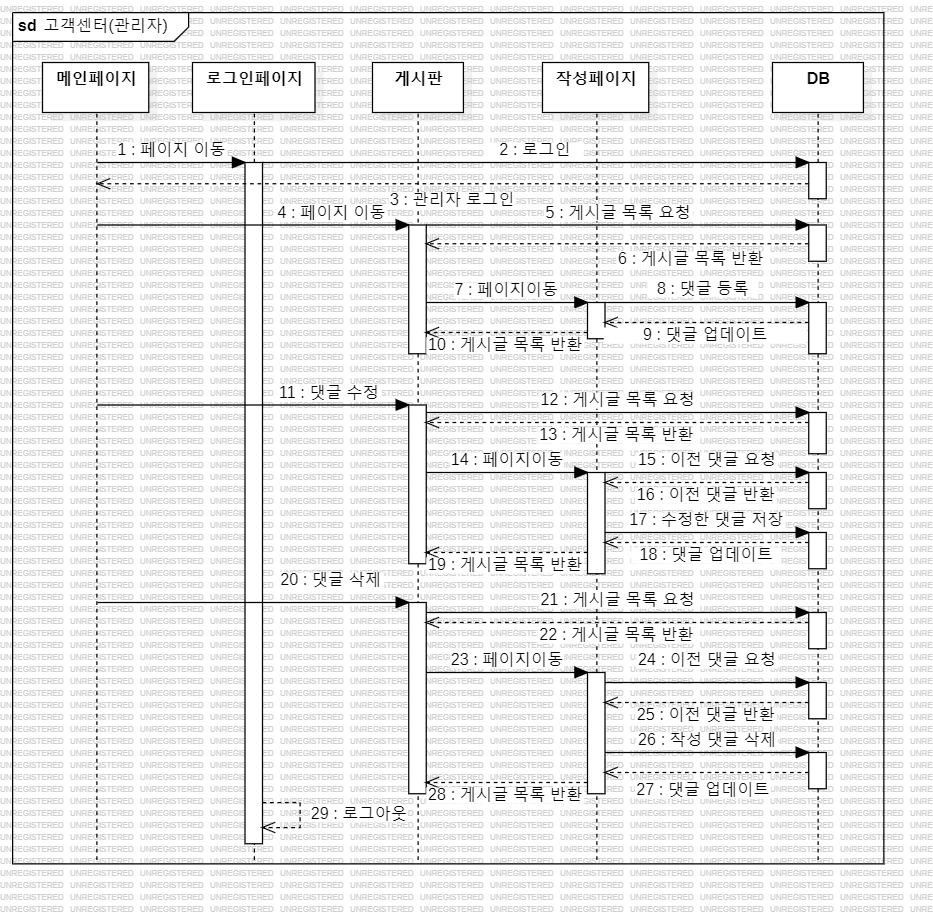 sd 고객센터(관리자)
메인페이지
로그인페이지
게시판
작성페이지
DB
1 : 페이지 이동
2 : 로그인
3 : 관리자 로그인
4 : 페이지 이동
5 : 게시글 목록 요청
6 : 게시글 목록 반환
7 : 페이지이동
8 : 댓글 등록
9 : 댓글 업데이트
10 : 게시글 목록 반환
11 : 댓글 수정
12 : 게시글 목록 요청
13 : 게시글 목록 반환
14 : 페이지이동
15 : 이전 댓글 요청
16 : 이전 댓글 반환
17 : 수정한 댓글 저장
18 : 댓글 업데이트
19 : 게시글 목록 반환
20 : 댓글 삭제
21 : 게시글 목록 요청
22 : 게시글 목록 반환
23 : 페이지이동
24 : 이전 댓글 요청
25 : 이전 댓글 반환
26 : 작성 댓글 삭제
27 : 댓글 업데이트
28 : 게시글 목록 반환
29 : 로그아웃
UNREGISTERED